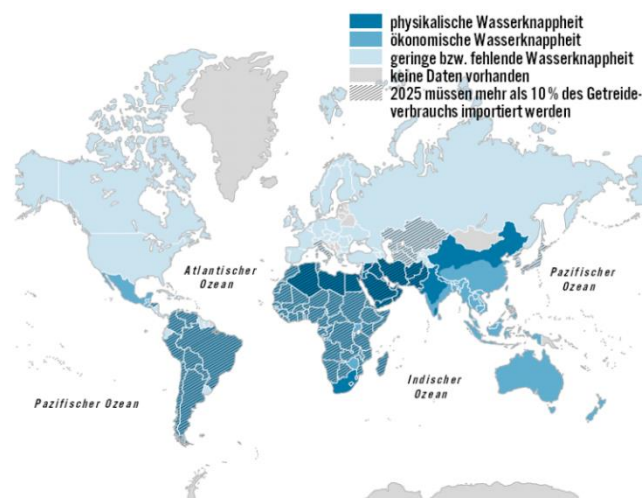 physikalische Wasserknappheit
ökonomische Wasserknappheit
geringe bzw. fehlende Wasserknappheit
keine Daten vorhanden
2025 müssen mehr als 10 % des Getreide-
verbrauchs importiert werden
Atlantischer
Ozean
Pazifischer
Ozean
Pazifischer Ozean
Indischer
Ozean